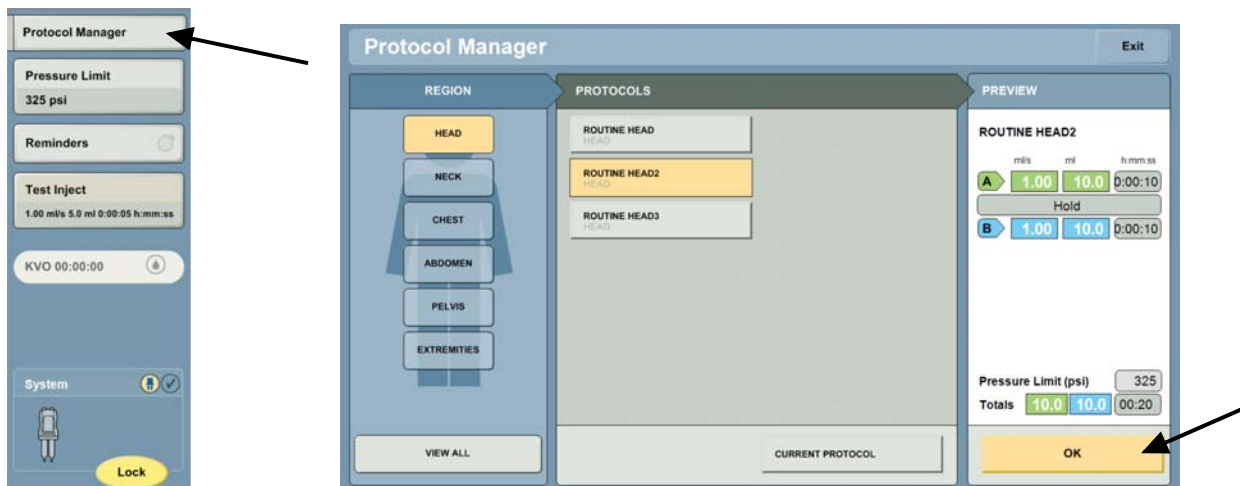 Protocol Manager
Pressure Limit
325 psi
Reminders
Test Inject
1.00 ml/s 5.0 ml 0:00:05 h:mm:ss
KVO 00:00:00
System
Lock
Protocol Manager
Exit
REGION
PROTOCOLS
PREVIEW
HEAD
NECK
CHEST
ABDOMEN
PELVIS
EXTREMITIES
VIEW ALL
ROUTINE HEAD
HEAD
ROUTINE HEAD2
HEAD
ROUTINE HEAD3
HEAD
CURRENT PROTOCOL
ROUTINE HEAD2
ml/s ml h:mm:ss
A 1.00 10.0 0:00:10
Hold
B 1.00 10.0 0:00:10
Pressure Limit (psi) 325
Totals 10.0 10.0 00:20
OK